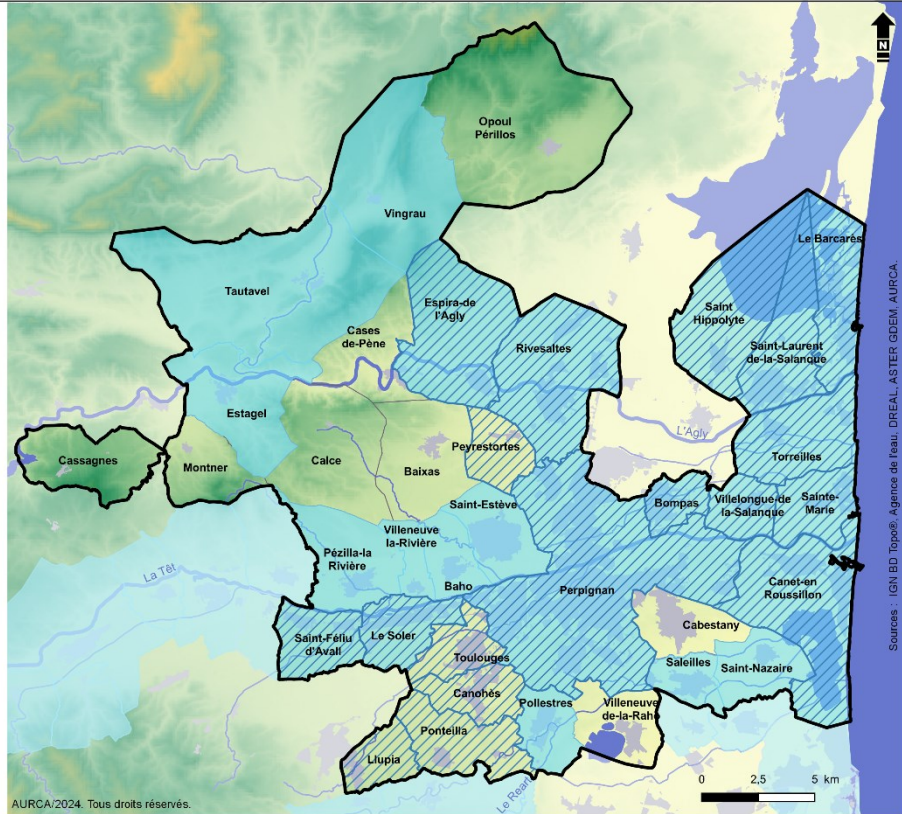 N
Opoul
Périllos
Vingrau
Le Barcarès
Tautavel
Espira-de
l'Agly
Saint
Hippolyte
Cases
de-Pène
Rivesaltes
Saint-Laurent
de-la-Salanque
Estagel
L'Agly
Cassagnes
Montner
Calce
Baixas
Peyrestortes
Torreilles
Saint-Estève
Bompas
Villelongue-de
la-Salanque
Sainte-
Marie
Villeneuve
la-Rivière
Pézilla-la
Rivière
La Têt
Baho
Perpignan
Canet-en
Roussillon
Saint-Féliu
d'Avall
Le Soler
Cabestany
Toulouges
Saleilles
Saint-Nazaire
Canohès
Pollestres
Villeneuve
de-la-Raho
Ponteilla
Llupia
Le Réart
0 2,5 5 km
AURCA/2024. Tous droits réservés.
Sources : IGN BD Topo®, Agence de l'eau, DREAL, ASTER GDEM, AURCA.